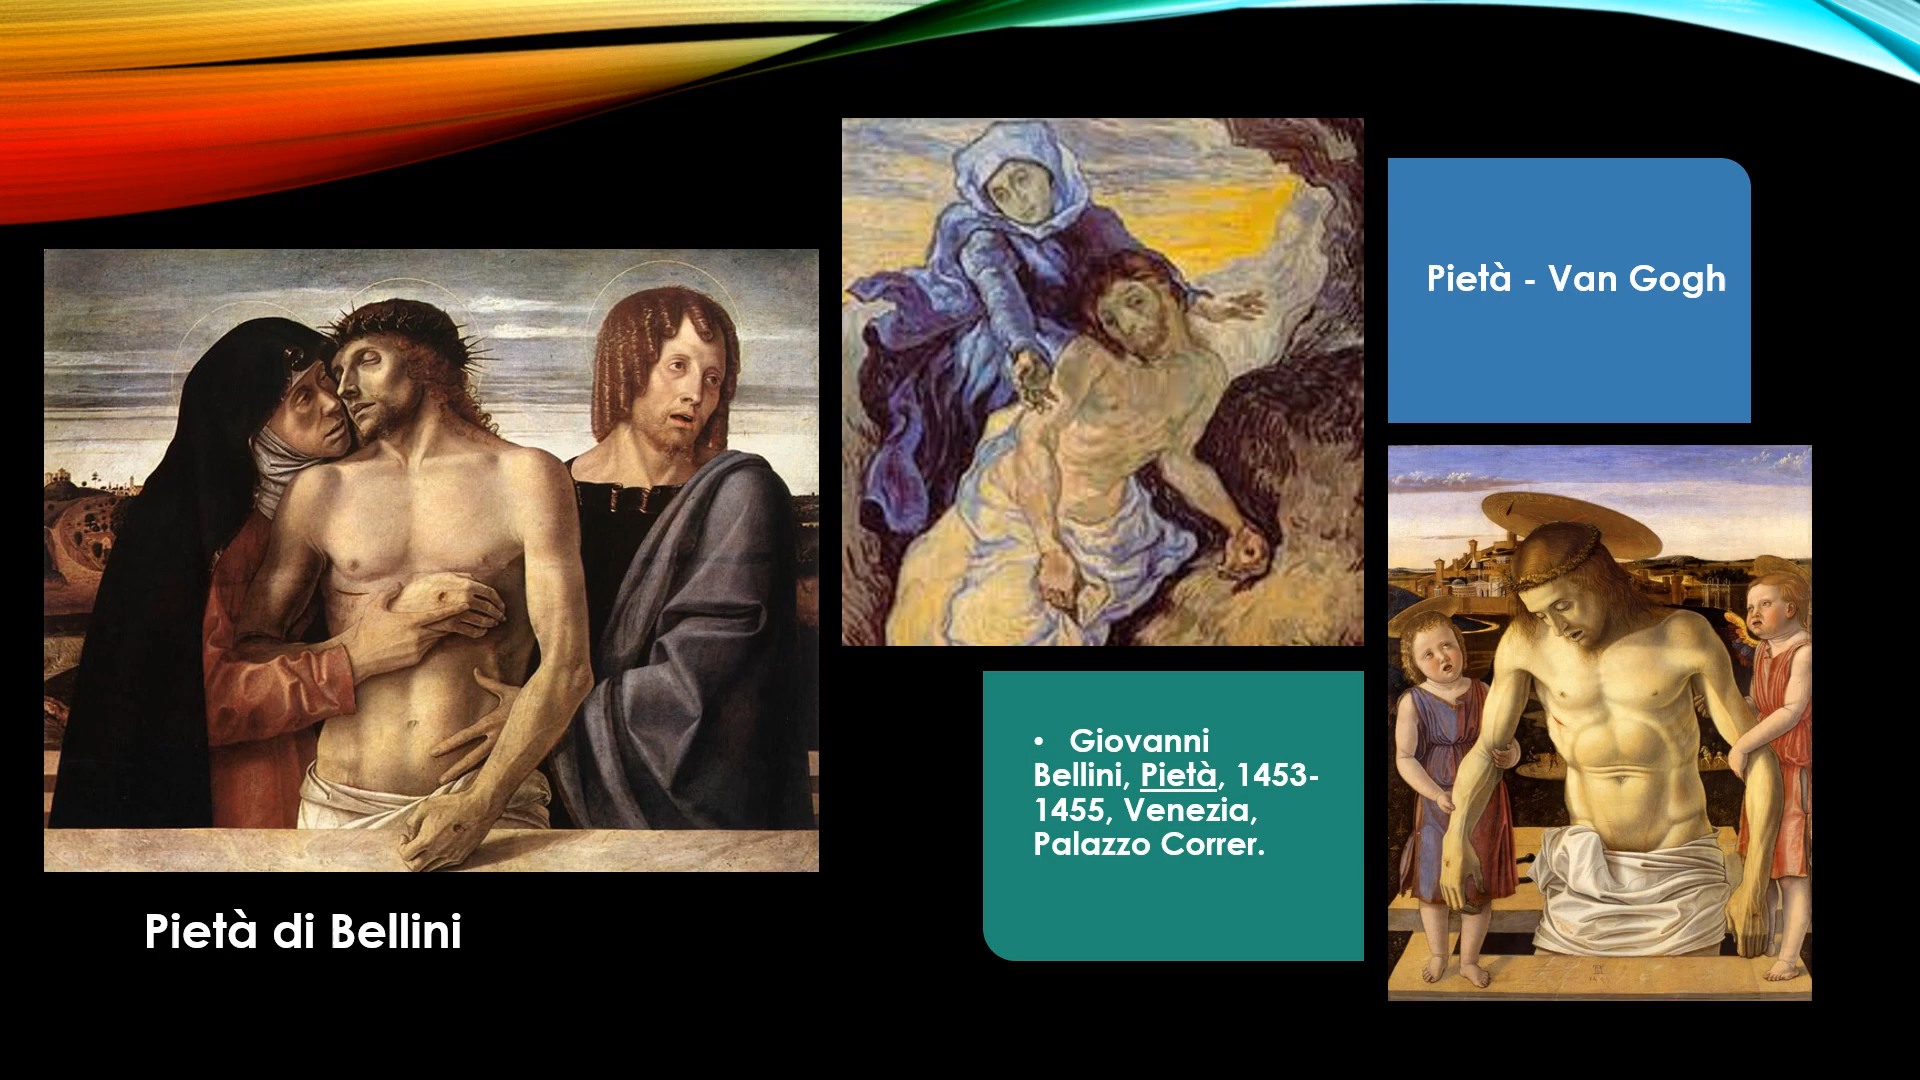 Pietà - Van Gogh
• Giovanni
Bellini, Pietà, 1453-
1455, Venezia,
Palazzo Correr.
Pietà di Bellini